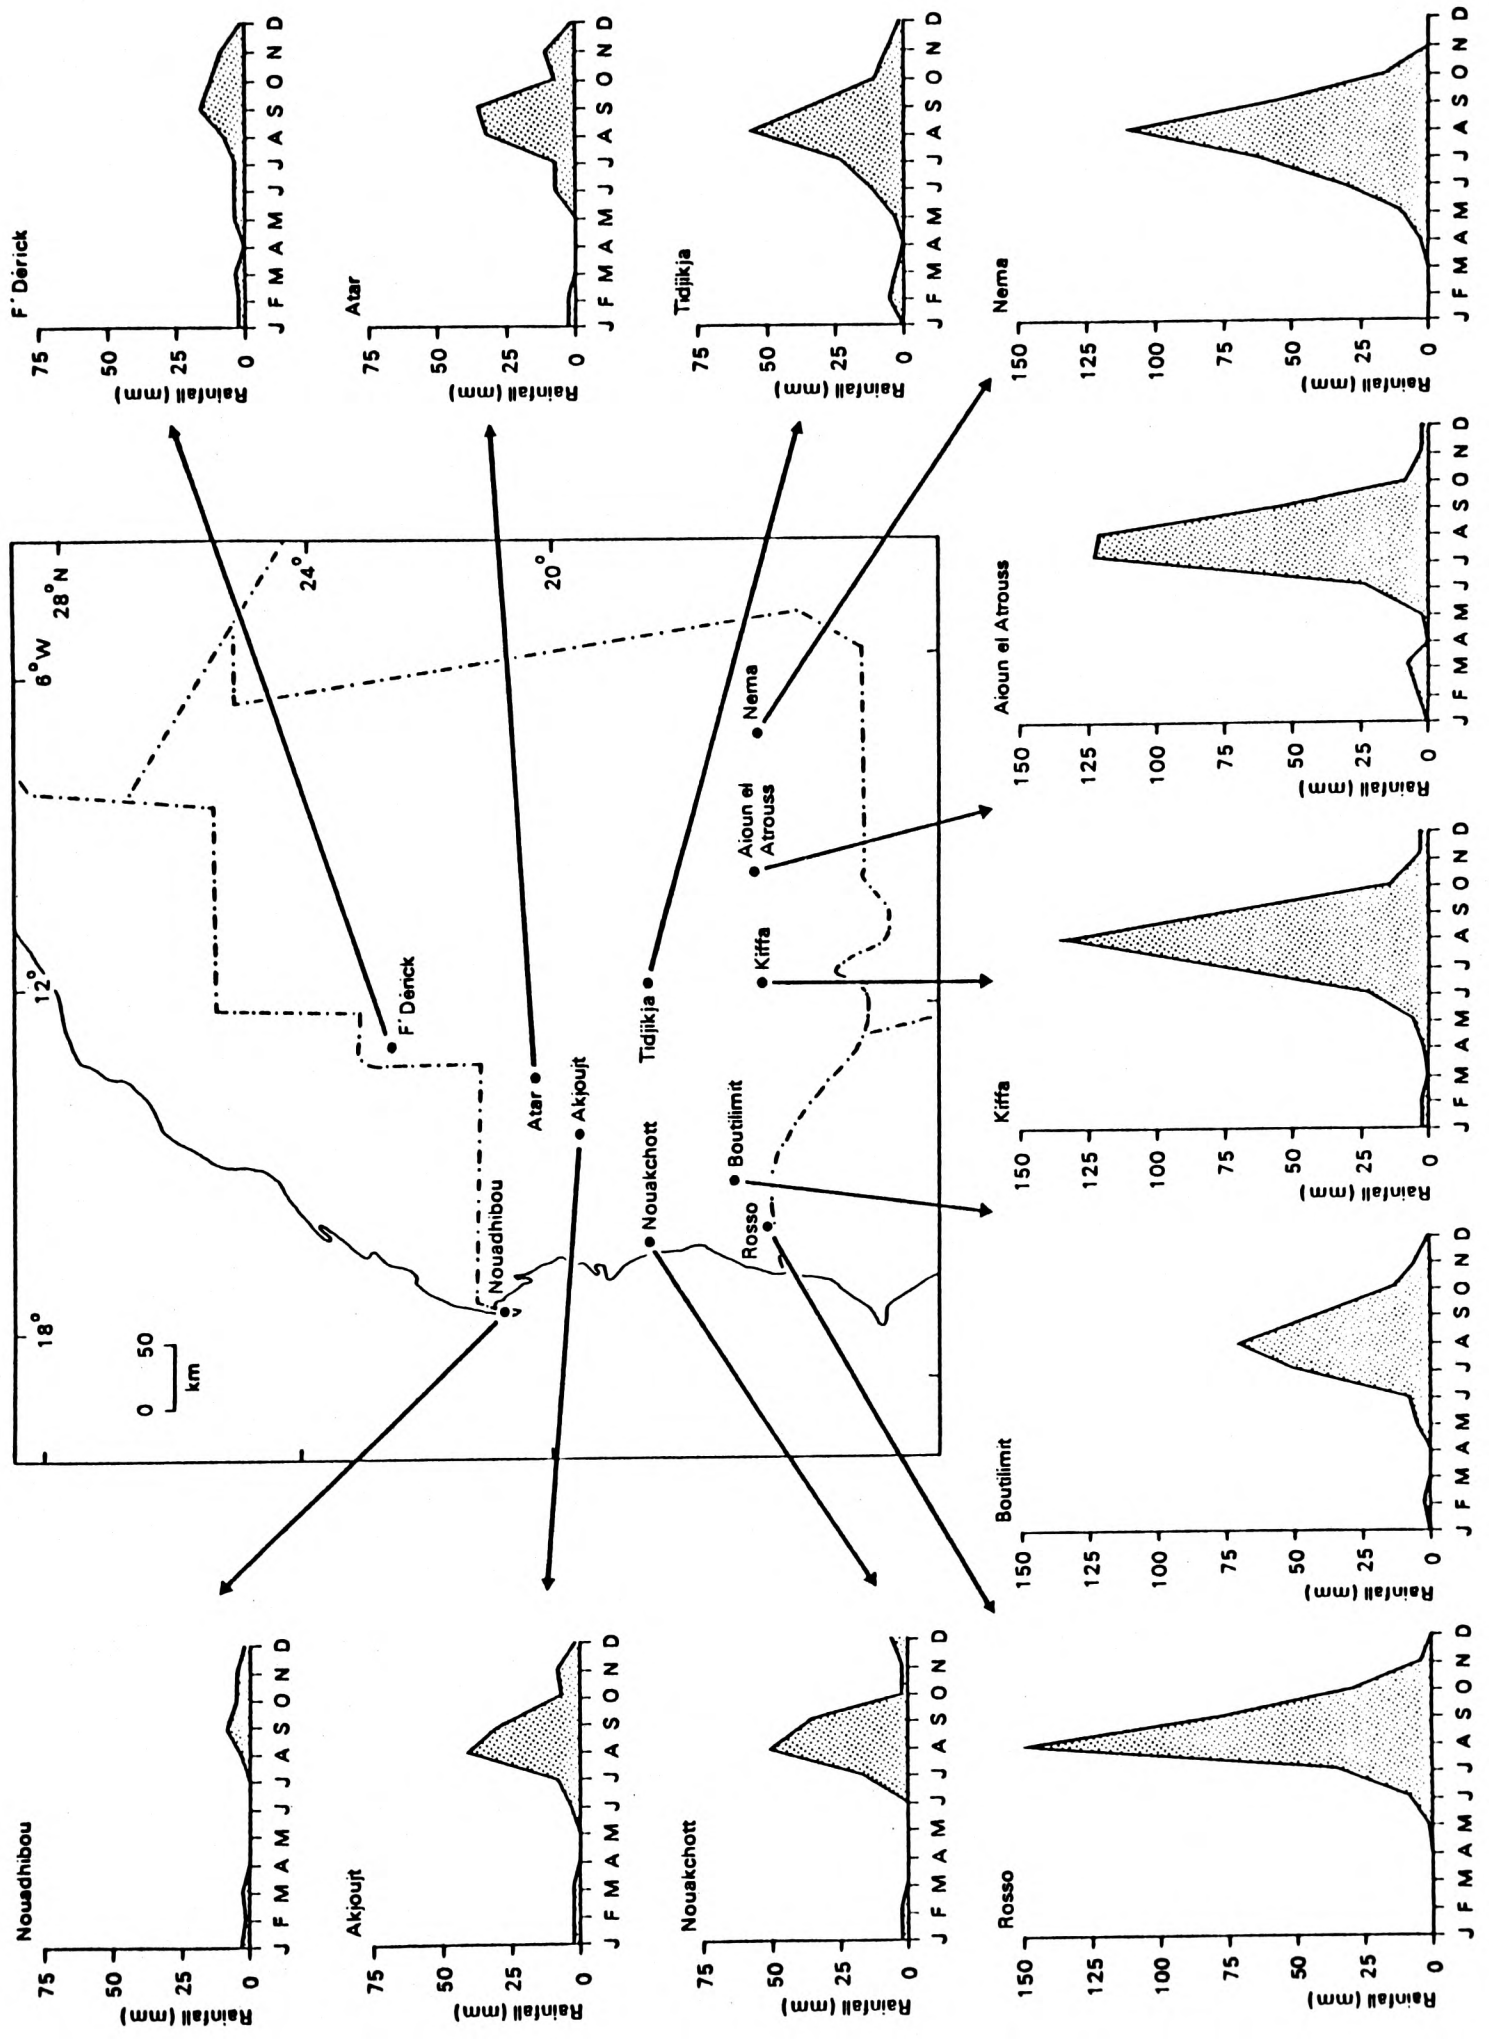 Nouadhibou
75
50
25
0
Rainfall (mm)
J F M A M J J A S O N D
Akjoujt
75
50
25
0
Rainfall (mm)
J F M A M J J A S O N D
Nouakchott
75
50
25
0
Rainfall (mm)
J F M A M J J A S O N D
18°
12°
6°W
28°N
24°
20°
0 50
km
Nouadhibou
F'Dérick
Atar
Akjoujt
Nouakchott
Tidjikja
Boutilimit
Rosso
Kiffa
Aioun el
Atrouss
Nema
F'Dérick
75
50
25
0
Rainfall (mm)
J F M A M J J A S O N D
Atar
75
50
25
0
Rainfall (mm)
J F M A M J J A S O N D
Tidjikja
75
50
25
0
Rainfall (mm)
J F M A M J J A S O N D
Rosso
150
125
100
75
50
25
0
Rainfall (mm)
J F M A M J J A S O N D
Boutilimit
150
125
100
75
50
25
0
Rainfall (mm)
J F M A M J J A S O N D
Kiffa
150
125
100
75
50
25
0
Rainfall (mm)
J F M A M J J A S O N D
Aioun el Atrouss
150
125
100
75
50
25
0
Rainfall (mm)
J F M A M J J A S O N D
Nema
150
125
100
75
50
25
0
Rainfall (mm)
J F M A M J J A S O N D